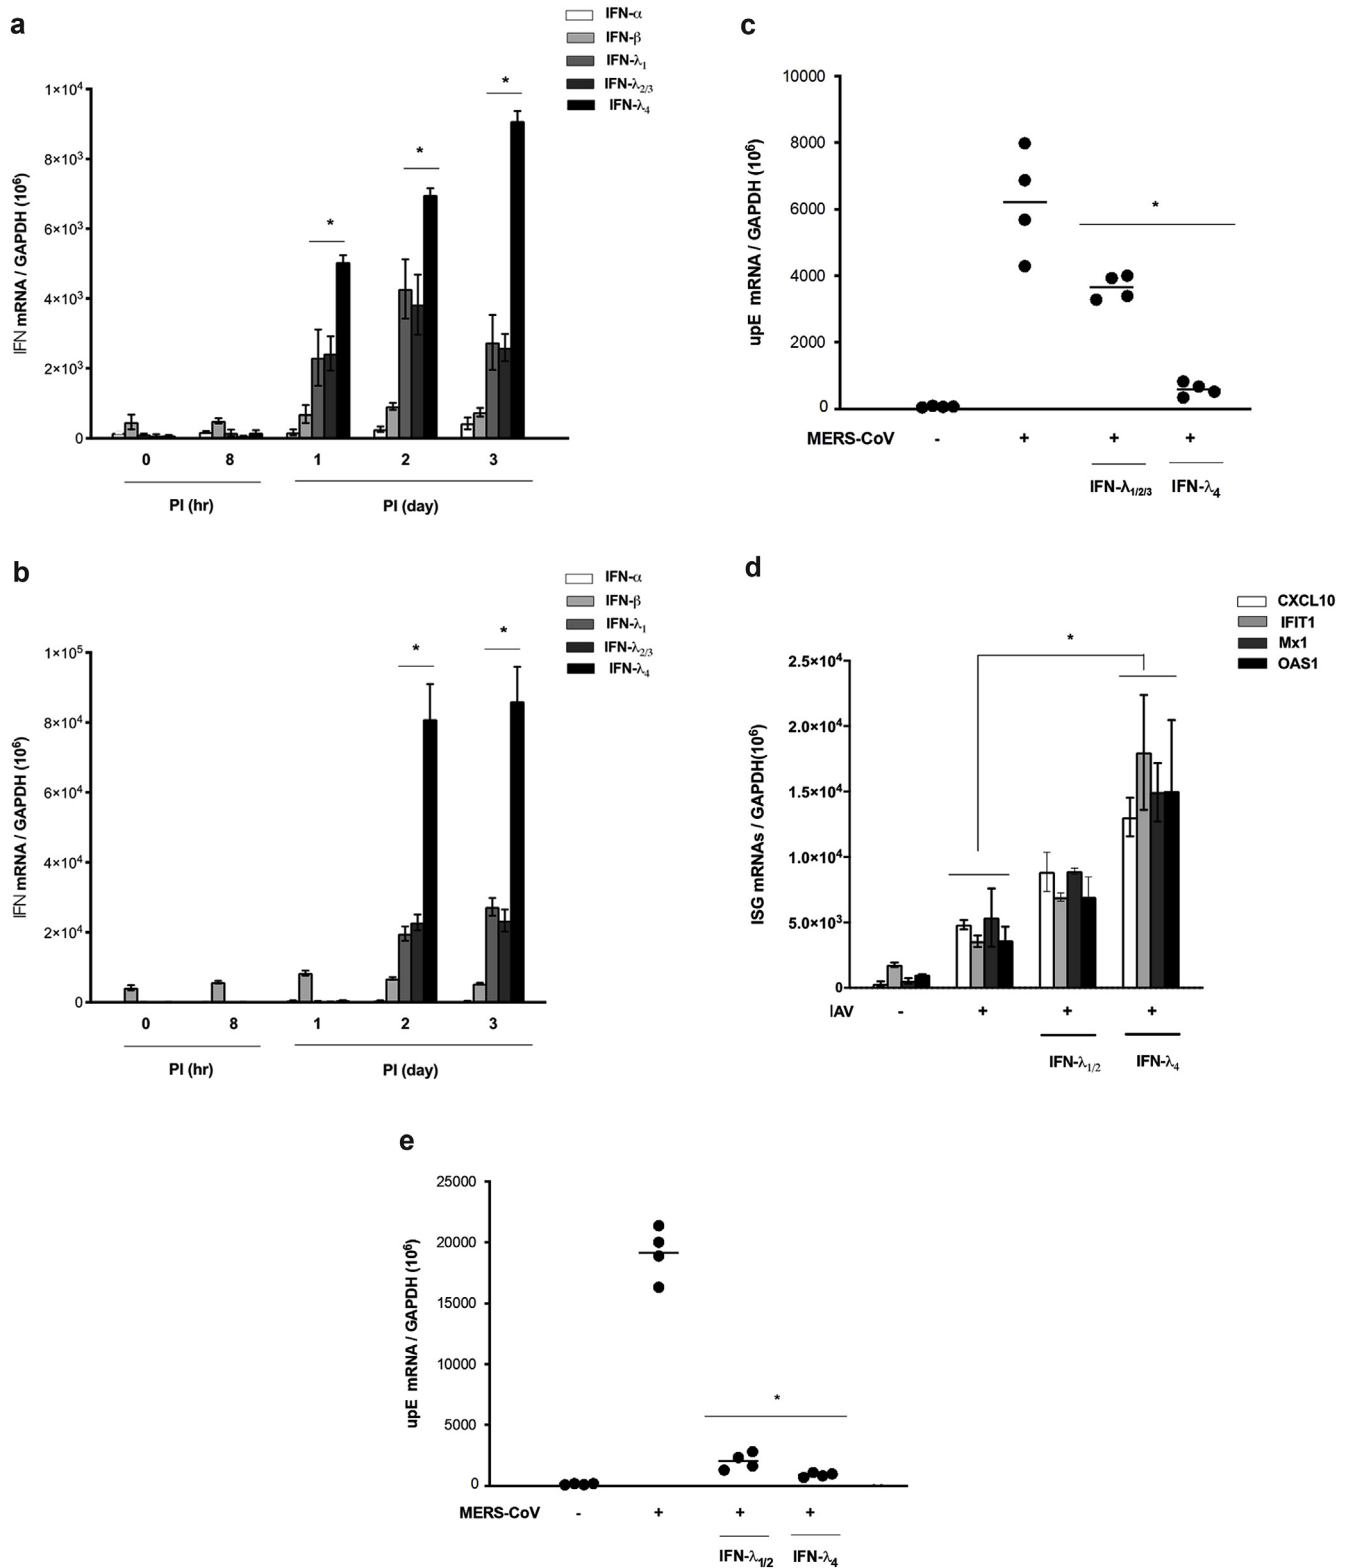 a
IFN-α
IFN-β
IFN-λ1
IFN-λ2/3
IFN-λ4
IFN mRNA / GAPDH (10⁶)
1×10⁴
8×10³
6×10³
4×10³
2×10³
0
* * *
0 8 1 2 3
PI (hr) PI (day)
c
upE mRNA / GAPDH (10⁶)
10000
8000
6000
4000
2000
0
*
MERS-CoV - + + +
IFN-λ1/2/3 IFN-λ4
b
IFN-α
IFN-β
IFN-λ1
IFN-λ2/3
IFN-λ4
IFN mRNA / GAPDH (10⁶)
1×10⁵
8×10⁴
6×10⁴
4×10⁴
2×10⁴
0
* *
0 8 1 2 3
PI (hr) PI (day)
d
CXCL10
IFIT1
Mx1
OAS1
ISG mRNAs / GAPDH(10⁶)
2.5×10⁴
2.0×10⁴
1.5×10⁴
1.0×10⁴
5.0×10³
0
*
IAV - + + +
IFN-λ1/2 IFN-λ4
e
upE mRNA / GAPDH (10⁶)
25000
20000
15000
10000
5000
0
*
MERS-CoV - + + +
IFN-λ1/2 IFN-λ4